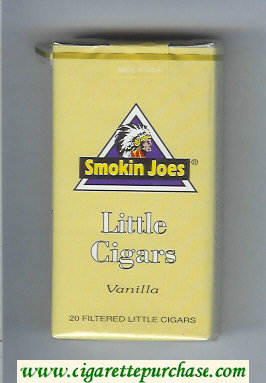 MADE IN USA
Smokin Joes®
Little
Cigars
Vanilla
20 FILTERED LITTLE CIGARS
www.cigarettepurchase.com